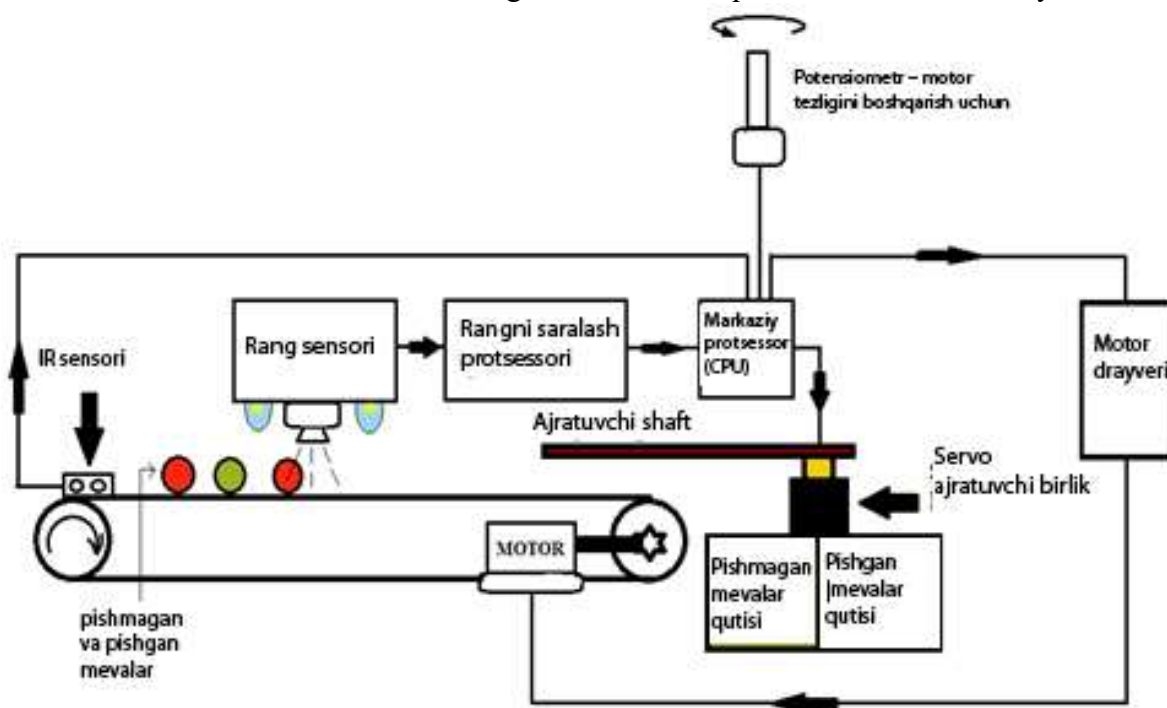 Potensiometr – motor
tezligini boshqarish uchun
IR sensori
Rang sensori
Rangni saralash
protsessori
Markaziy
protsessor
(CPU)
Motor
drayveri
Ajratuvchi shaft
Servo
ajratuvchi birlik
MOTOR
Pishmagan
mevalar
qutisi
Pishgan
mevalar
qutisi
pishmagan
va pishgan
mevalar